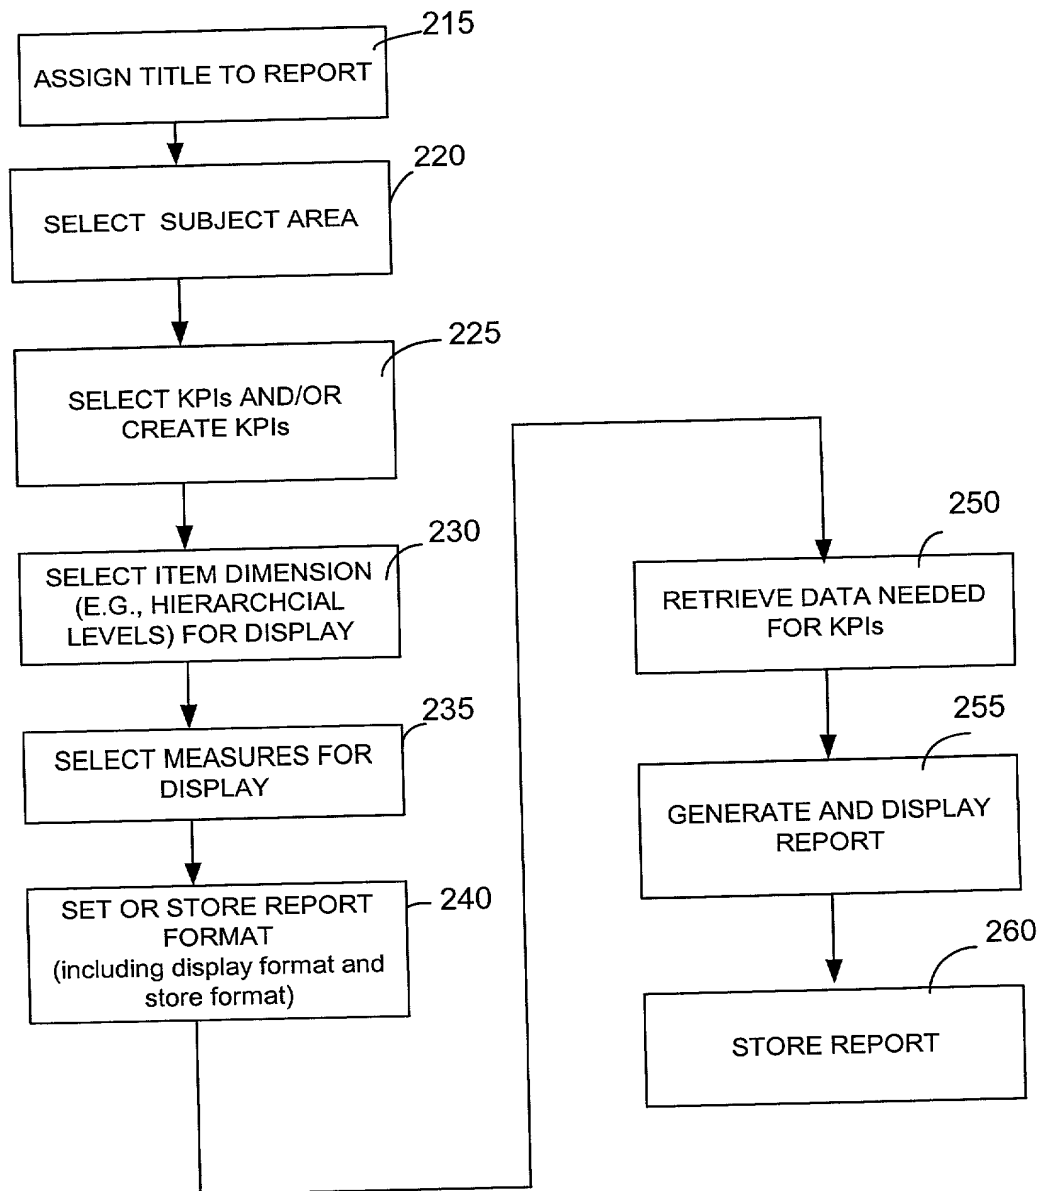 215
ASSIGN TITLE TO REPORT
220
SELECT SUBJECT AREA
225
SELECT KPIs AND/OR
CREATE KPIs
230
SELECT ITEM DIMENSION
(E.G., HIERARCHCIAL
LEVELS) FOR DISPLAY
235
SELECT MEASURES FOR
DISPLAY
240
SET OR STORE REPORT
FORMAT
(including display format and
store format)
250
RETRIEVE DATA NEEDED
FOR KPIs
255
GENERATE AND DISPLAY
REPORT
260
STORE REPORT